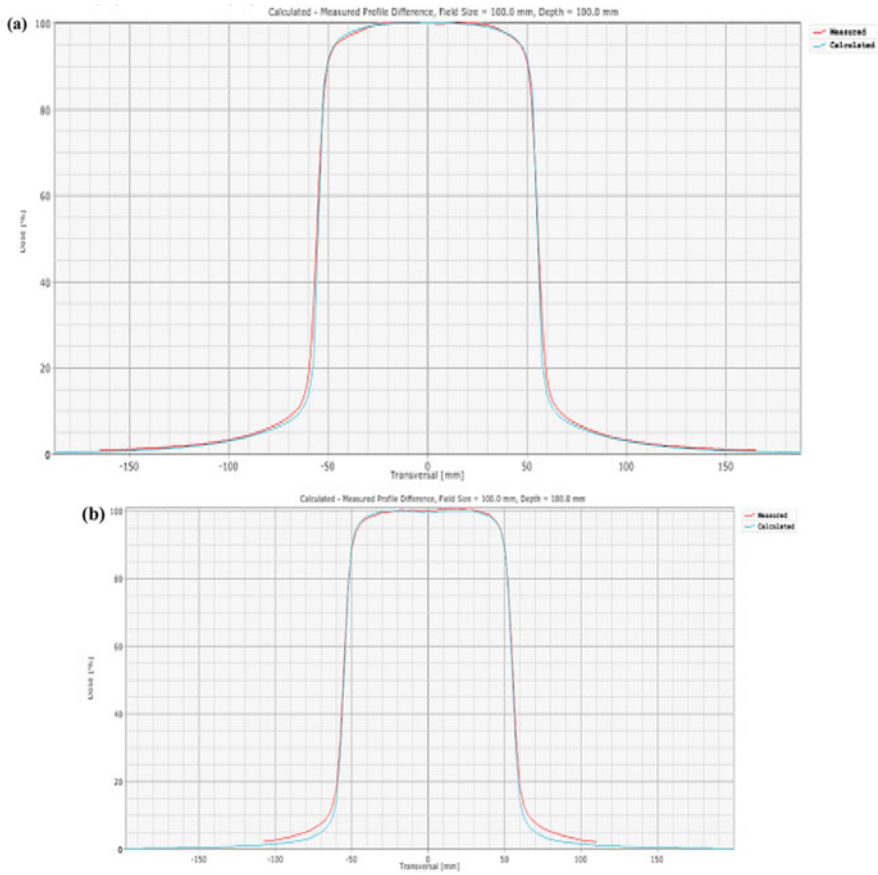 Calculated - Measured Profile Difference, Field Size = 100.0 mm, Depth = 100.0 mm
(a)
100
80
60
40
20
0
Dose [%]
-150 -100 -50 0 50 100 150
Transversal [mm]
Measured
Calculated
Calculated - Measured Profile Difference, Field Size = 100.0 mm, Depth = 100.0 mm
(b)
100
80
60
40
20
0
Dose [%]
-150 -100 -50 0 50 100 150
Transversal [mm]
Measured
Calculated